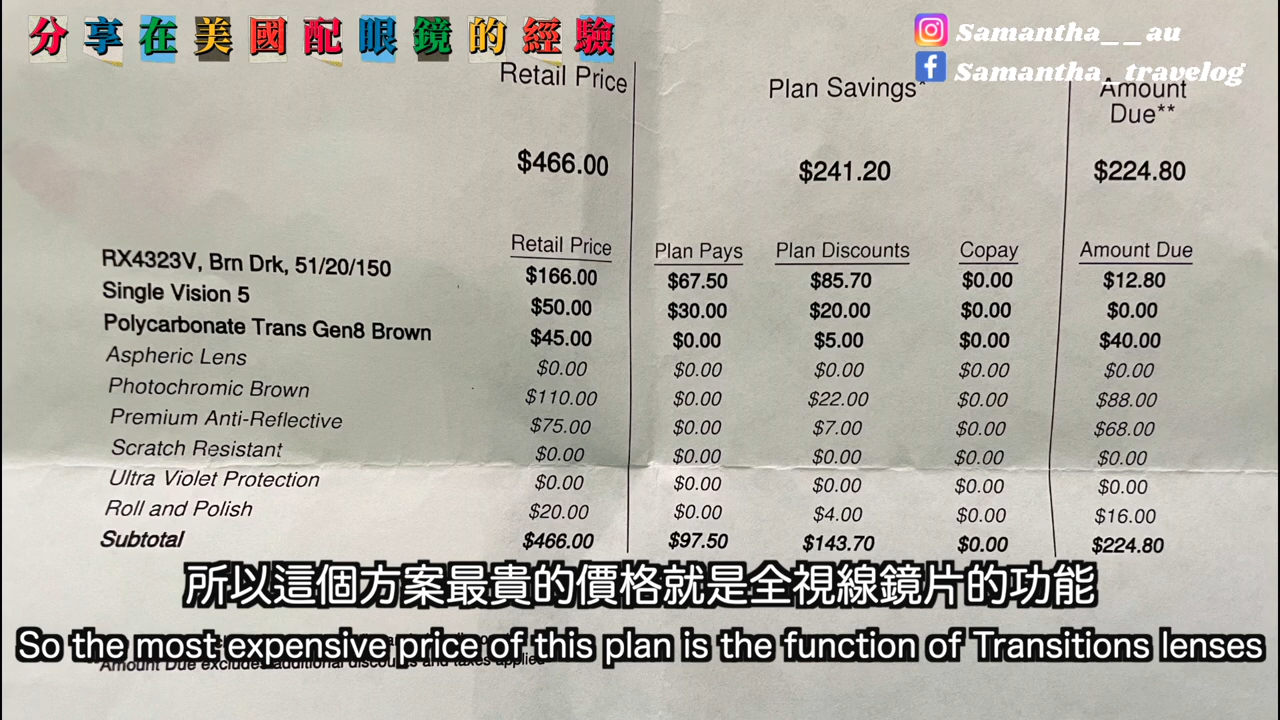 分享在美國配眼鏡的經驗
Samantha__au
Samantha_travelog
Retail Price Plan Savings* Amount Due**
$466.00 $241.20 $224.80
Retail Price Plan Pays Plan Discounts Copay Amount Due
RX4323V, Brn Drk, 51/20/150 $166.00 $67.50 $85.70 $0.00 $12.80
Single Vision 5 $50.00 $30.00 $20.00 $0.00 $0.00
Polycarbonate Trans Gen8 Brown $45.00 $0.00 $5.00 $0.00 $40.00
Aspheric Lens $0.00 $0.00 $0.00 $0.00 $0.00
Photochromic Brown $110.00 $0.00 $22.00 $0.00 $88.00
Premium Anti-Reflective $75.00 $0.00 $7.00 $0.00 $68.00
Scratch Resistant $0.00 $0.00 $0.00 $0.00 $0.00
Ultra Violet Protection $0.00 $0.00 $0.00 $0.00 $0.00
Roll and Polish $20.00 $0.00 $4.00 $0.00 $16.00
Subtotal $466.00 $97.50 $143.70 $0.00 $224.80
所以這個方案最貴的價格就是全視線鏡片的功能
So the most expensive price of this plan is the function of Transitions lenses
Amount Due excludes additional discounts and taxes applied